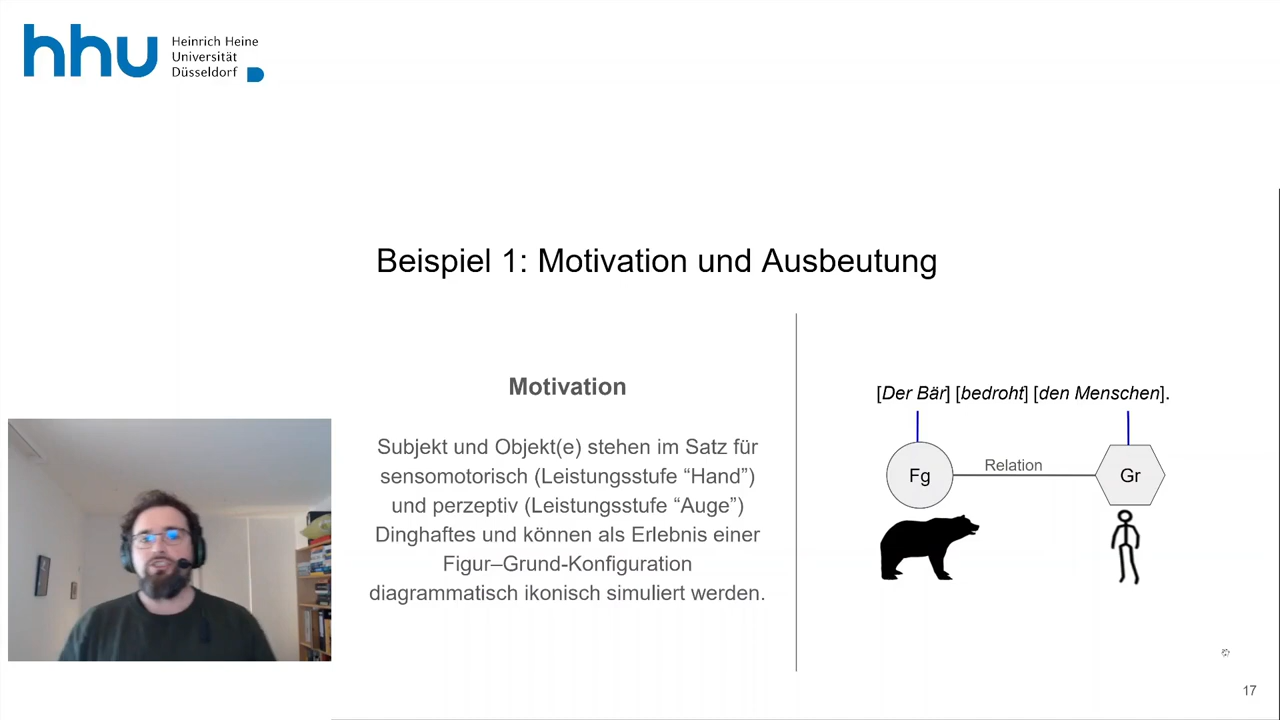 hhu
Heinrich Heine
Universität
Düsseldorf
Beispiel 1: Motivation und Ausbeutung
Motivation
Subjekt und Objekt(e) stehen im Satz für
sensomotorisch (Leistungsstufe “Hand”)
und perzeptiv (Leistungsstufe “Auge”)
Dinghaftes und können als Erlebnis einer
Figur–Grund-Konfiguration
diagrammatisch ikonisch simuliert werden.
[Der Bär] [bedroht] [den Menschen].
Fg
Relation
Gr
17